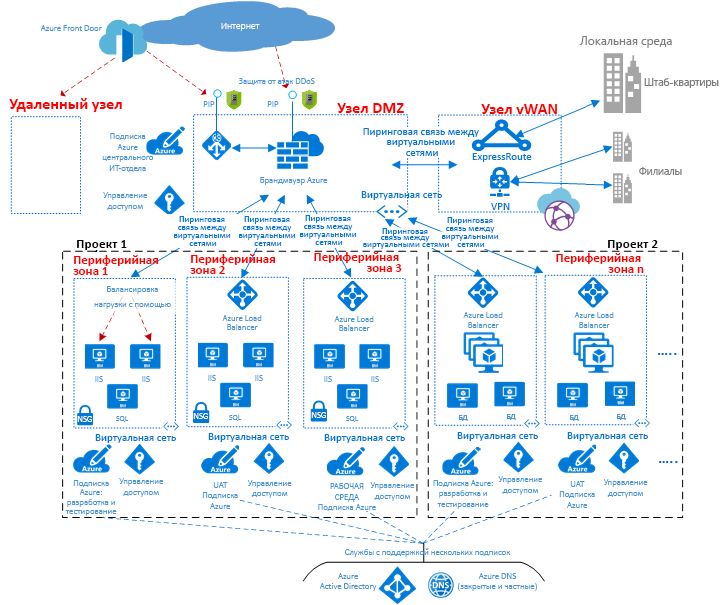 Azure Front Door
Интернет
Локальная среда
Штаб-квартиры
Филиалы
Защита от атак DDoS
PIP
PIP
Удаленный узел
Узел DMZ
Узел vWAN
Подписка
Azure
центрального
ИТ-отдела
Azure
Управление
доступом
Брандмауэр Azure
Пиринговая связь между
виртуальными
сетями
ExpressRoute
VPN
Виртуальная сеть
Пиринговая
связь между
виртуальными
сетями
Пиринговая
связь между
виртуальными
сетями
Пиринговая
связь между
виртуальными
сетями
Пиринговая
связь между
виртуальными
сетями
Пиринговая
связь между
виртуальными
сетями
Проект 1
Проект 2
Периферийная
зона 1
Балансировка
нагрузки с помощью
IIS
IIS
SQL
NSG
Периферийная
зона 2
Azure Load
Balancer
IIS
IIS
SQL
NSG
Периферийная
зона 3
Azure Load
Balancer
IIS
IIS
SQL
NSG
Azure Load
Balancer
БД
БД
Периферийная
зона n
Azure Load
Balancer
БД
БД
Виртуальная сеть
Виртуальная сеть
Виртуальная сеть
Виртуальная сеть
Виртуальная сеть
Azure
Подписка
Azure:
разработка и
тестирование
Управление
доступом
Azure
UAT
Подписка
Azure
Управление
доступом
Azure
РАБОЧАЯ
СРЕДА
Подписка Azure
Управление
доступом
Azure
Подписка Azure:
разработка и
тестирование
Управление
доступом
Azure
UAT
Подписка
Azure
Управление
доступом
Службы с поддержкой нескольких подписок
Azure
Active Directory
DNS
Azure DNS
(закрытые и частные)